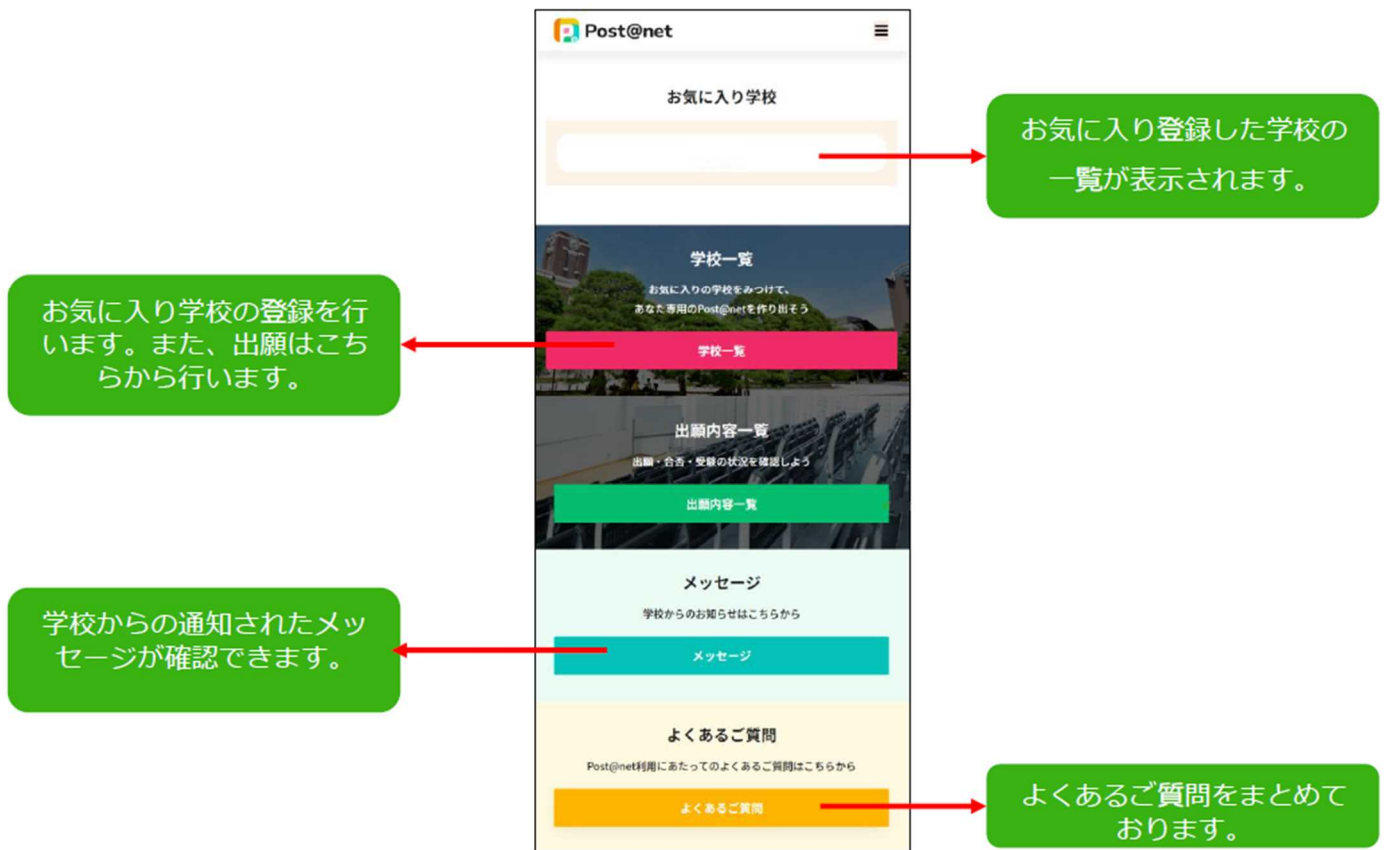 Post@net
お気に入り学校
お気に入り登録した学校の
一覧が表示されます。
学校一覧
お気に入りの学校をみつけて、
あなた専用のPost@netを作り出そう
学校一覧
お気に入り学校の登録を行
います。また、出願はこち
らから行います。
出願内容一覧
出願・合否・受験の状況を確認しよう
出願内容一覧
メッセージ
学校からのお知らせはこちらから
メッセージ
学校からの通知されたメッ
セージが確認できます。
よくあるご質問
Post@net利用にあたってのよくあるご質問はこちらから
よくあるご質問
よくあるご質問をまとめて
おります。